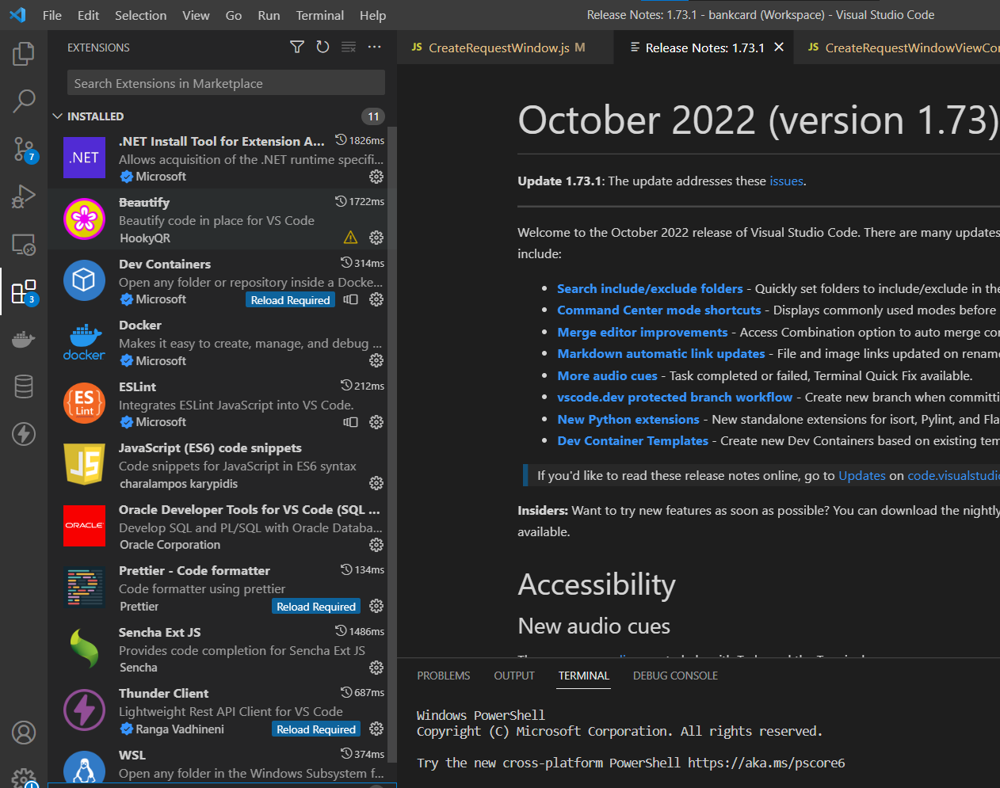 File Edit Selection View Go Run Terminal Help
Release Notes: 1.73.1 - bankcard (Workspace) - Visual Studio Code
EXTENSIONS
Search Extensions in Marketplace
INSTALLED 11
.NET
.NET Install Tool for Extension A... 1826ms
Allows acquisition of the .NET runtime specifi...
Microsoft
Beautify 1722ms
Beautify code in place for VS Code
HookyQR
Dev Containers 314ms
Open any folder or repository inside a Docke...
Microsoft Reload Required
docker
Docker
Makes it easy to create, manage, and debug ...
Microsoft
ES
Lint
ESLint 212ms
Integrates ESLint JavaScript into VS Code.
Microsoft
JS
JavaScript (ES6) code snippets
Code snippets for JavaScript in ES6 syntax
charalampos karypidis
ORACLE
Oracle Developer Tools for VS Code (SQL ...
Develop SQL and PL/SQL with Oracle Databa...
Oracle Corporation
Prettier - Code formatter 134ms
Code formatter using prettier
Prettier Reload Required
Sencha Ext JS 1486ms
Provides code completion for Sencha Ext JS
Sencha
Thunder Client 687ms
Lightweight Rest API Client for VS Code
Ranga Vadhineni Reload Required
WSL 374ms
Open any folder in the Windows Subsystem f...
7
3
JS CreateRequestWindow.js M
Release Notes: 1.73.1
JS CreateRequestWindowViewCo
October 2022 (version 1.73)
Update 1.73.1: The update addresses these issues.
Welcome to the October 2022 release of Visual Studio Code. There are many updates
include:
• Search include/exclude folders - Quickly set folders to include/exclude in the
• Command Center mode shortcuts - Displays commonly used modes before
• Merge editor improvements - Access Combination option to auto merge co
• Markdown automatic link updates - File and image links updated on renam
• More audio cues - Task completed or failed, Terminal Quick Fix available.
• vscode.dev protected branch workflow - Create new branch when committi
• New Python extensions - New standalone extensions for isort, Pylint, and Fla
• Dev Container Templates - Create new Dev Containers based on existing tem
If you'd like to read these release notes online, go to Updates on code.visualstudi
Insiders: Want to try new features as soon as possible? You can download the nightly
available.
Accessibility
New audio cues
PROBLEMS OUTPUT TERMINAL DEBUG CONSOLE
Windows PowerShell
Copyright (C) Microsoft Corporation. All rights reserved.
Try the new cross-platform PowerShell https://aka.ms/pscore6